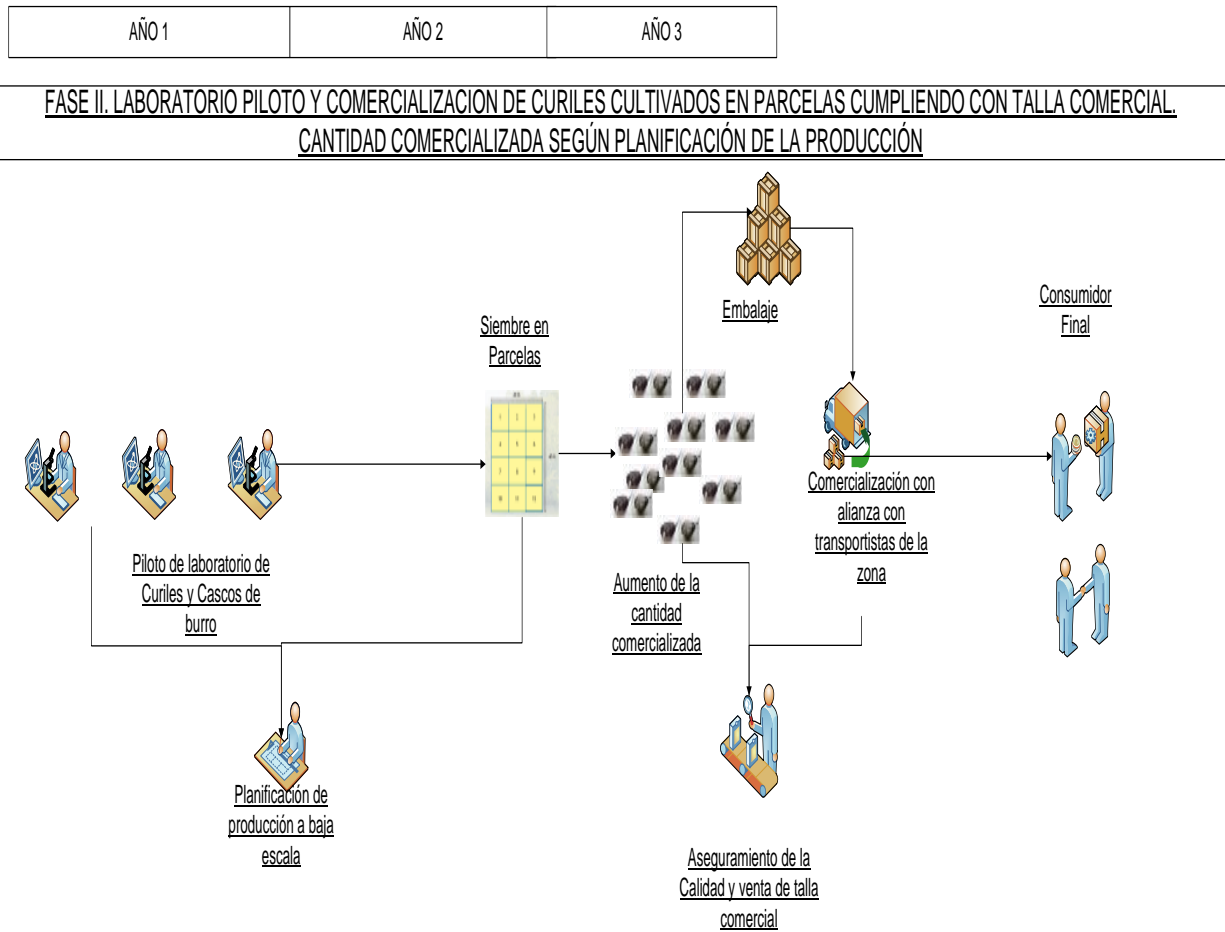 AÑO 1
AÑO 2
AÑO 3
FASE II. LABORATORIO PILOTO Y COMERCIALIZACION DE CURILES CULTIVADOS EN PARCELAS CUMPLIENDO CON TALLA COMERCIAL.
CANTIDAD COMERCIALIZADA SEGÚN PLANIFICACIÓN DE LA PRODUCCIÓN
Embalaje
Consumidor
Final
Siembre en
Parcelas
1 2 3
Piloto de laboratorio de
Curiles y Cascos de
burro
Aumento de la
cantidad
comercializada
Comercialización con
alianza con
transportistas de la
zona
Planificación de
producción a baja
escala
Aseguramiento de la
Calidad y venta de talla
comercial